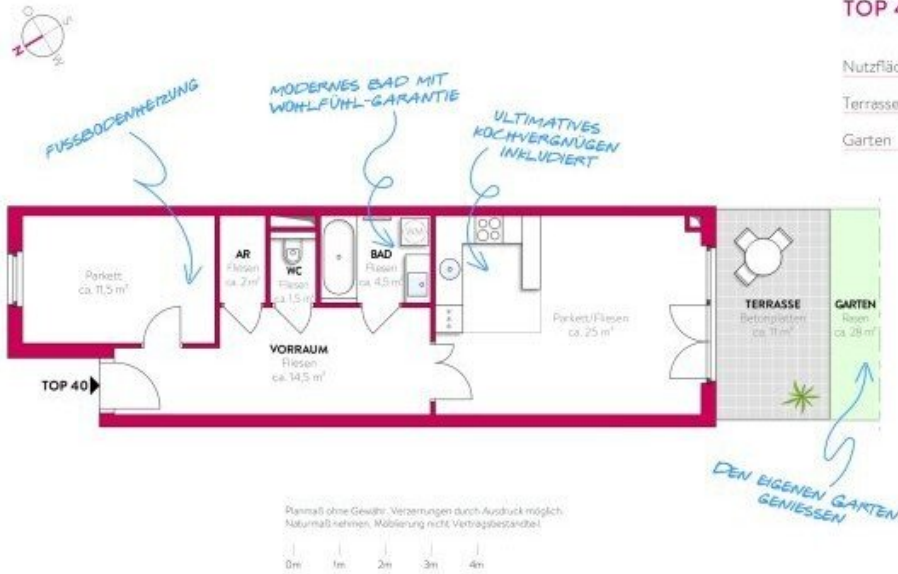 O
S
N
W
TOP
Nutzfläc
Terrasse
Garten
FUSSBODENHEIZUNG
MODERNES BAD MIT
WOHLFÜHL-GARANTIE
ULTIMATIVES
KOCHVERGNÜGEN
INKLUDIERT
Parkett
ca. 11,5 m²
AR
Fliesen
ca. 2 m²
WC
Fliesen
ca. 1,5 m²
BAD
Fliesen
ca. 4,5 m²
WM
VORRAUM
Fliesen
ca. 14,5 m²
Parkett/Fliesen
ca. 25 m²
TERRASSE
Betonplatten
ca. 11 m²
GARTEN
Rasen
ca. 28 m²
TOP 40
DEN EIGENEN GARTEN
GENIESSEN
Planmaß ohne Gewähr. Verzerrungen durch Ausdruck möglich.
Naturmaß nehmen. Möblierung nicht Vertragsbestandteil.
0m 1m 2m 3m 4m